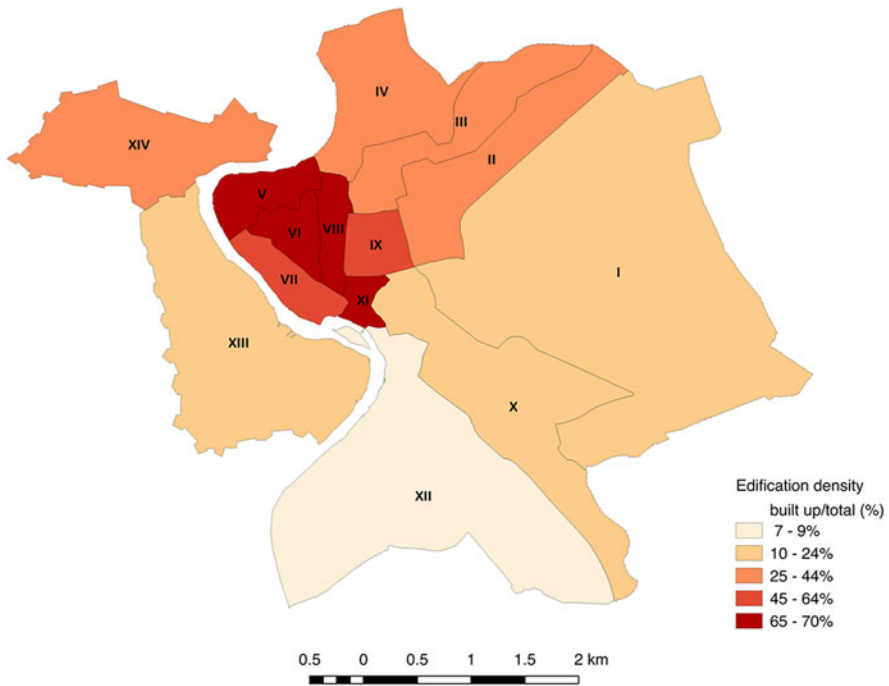 IV
III
XIV
II
V
VI
VIII
IX
I
VII
XI
XIII
X
XII
Edification density
built up/total (%)
7 - 9%
10 - 24%
25 - 44%
45 - 64%
65 - 70%
0.5 0 0.5 1 1.5 2 km